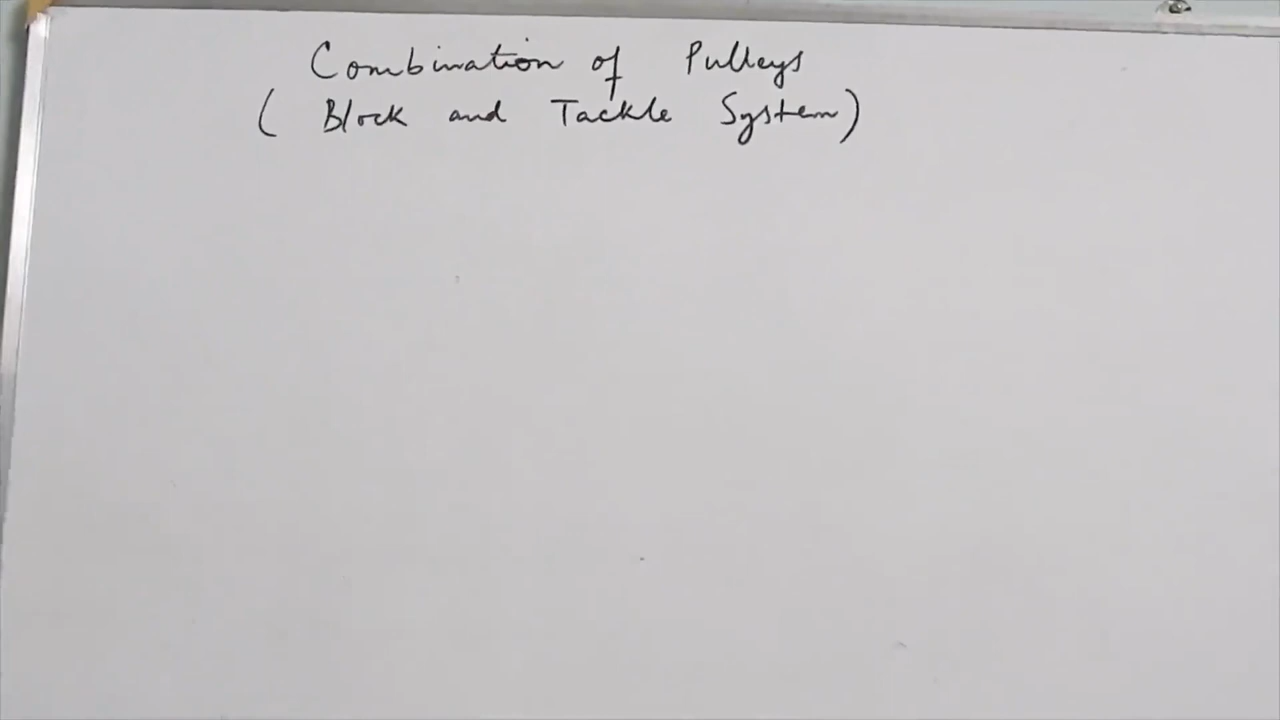 Combination of Pulleys
( Block and Tackle System)